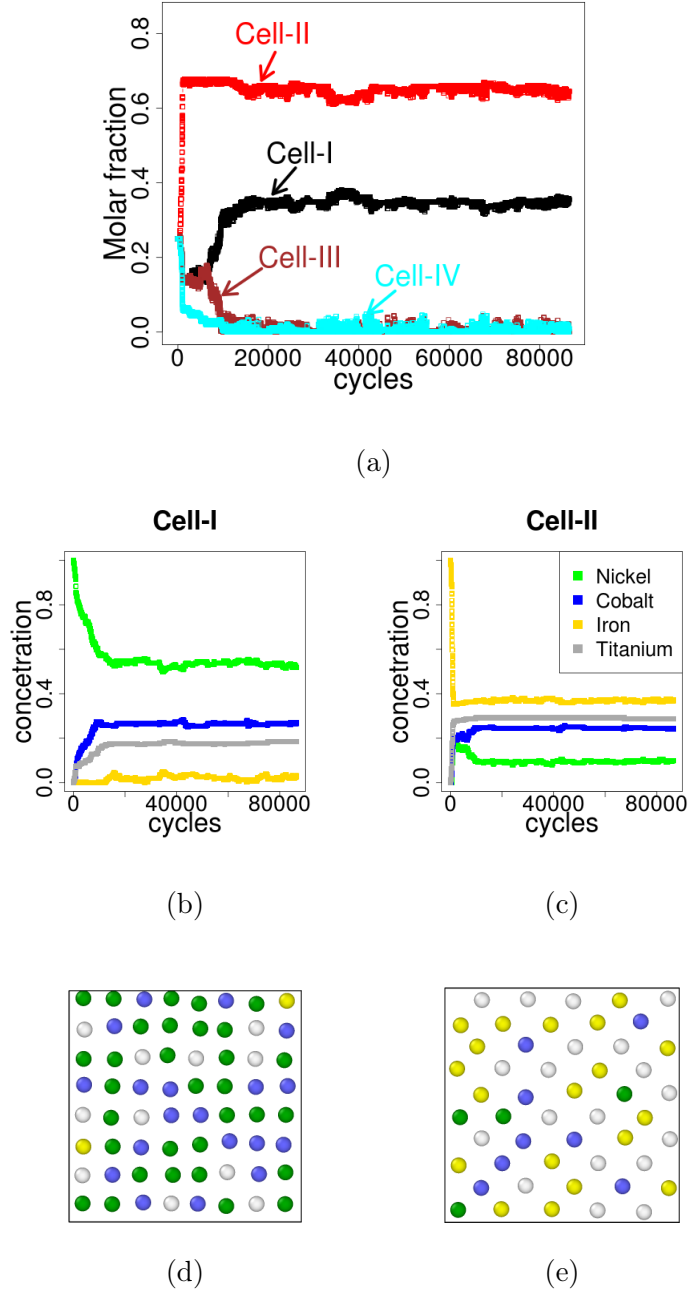 Cell-II
Cell-I
Cell-III
Cell-IV
Molar fraction
0.0
0.2
0.4
0.6
0.8
0
20000
40000
60000
80000
cycles
(a)
Cell-I
concetration
0.0
0.4
0.8
0
40000
80000
cycles
(b)
Cell-II
Nickel
Cobalt
Iron
Titanium
concetration
0.0
0.4
0.8
0
40000
80000
cycles
(c)
(d)
(e)